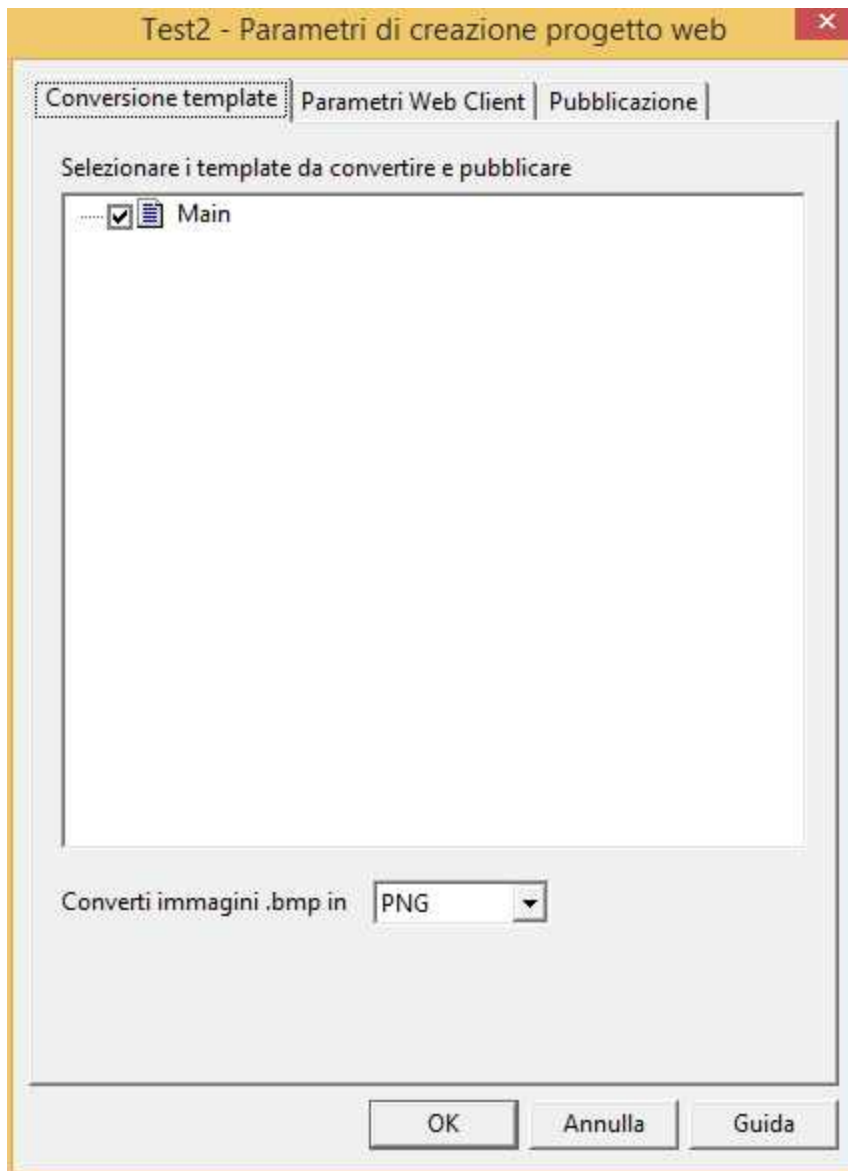 Test2 - Parametri di creazione progetto web
Conversione template Parametri Web Client Pubblicazione
Selezionare i template da convertire e pubblicare
Main
Converti immagini .bmp in PNG
OK Annulla Guida